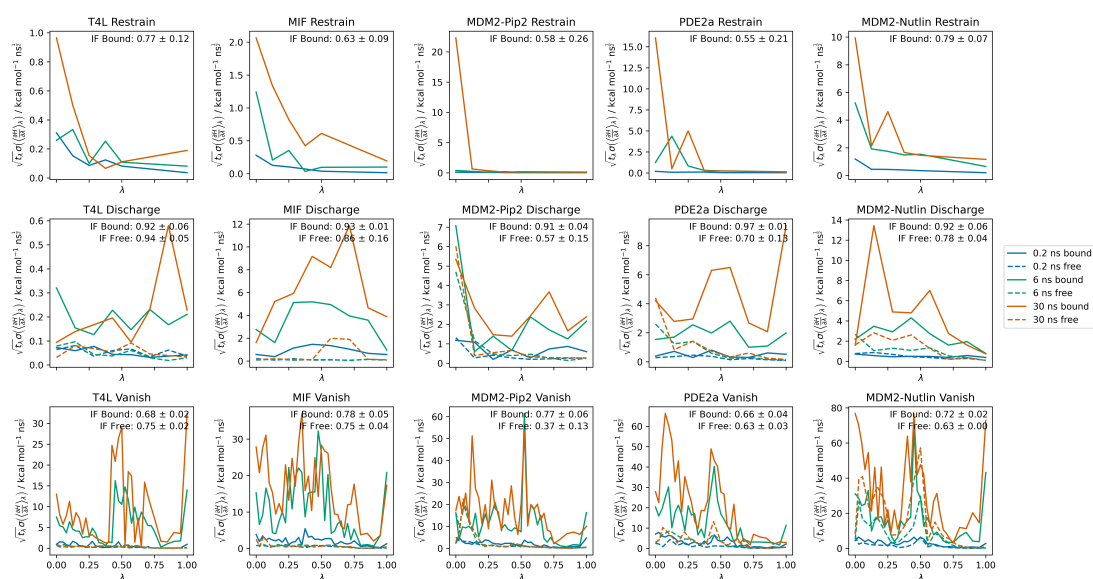 T4L Restrain
IF Bound: 0.77 ± 0.12
MIF Restrain
IF Bound: 0.63 ± 0.09
MDM2-Pip2 Restrain
IF Bound: 0.58 ± 0.26
PDE2a Restrain
IF Bound: 0.55 ± 0.21
MDM2-Nutlin Restrain
IF Bound: 0.79 ± 0.07
T4L Discharge
IF Bound: 0.92 ± 0.06
IF Free: 0.94 ± 0.05
MIF Discharge
IF Bound: 0.93 ± 0.01
IF Free: 0.86 ± 0.16
MDM2-Pip2 Discharge
IF Bound: 0.91 ± 0.04
IF Free: 0.57 ± 0.15
PDE2a Discharge
IF Bound: 0.97 ± 0.01
IF Free: 0.70 ± 0.13
MDM2-Nutlin Discharge
IF Bound: 0.92 ± 0.06
IF Free: 0.78 ± 0.04
0.2 ns bound
0.2 ns free
6 ns bound
6 ns free
30 ns bound
30 ns free
T4L Vanish
IF Bound: 0.68 ± 0.02
IF Free: 0.75 ± 0.02
MIF Vanish
IF Bound: 0.78 ± 0.05
IF Free: 0.75 ± 0.04
MDM2-Pip2 Vanish
IF Bound: 0.77 ± 0.06
IF Free: 0.37 ± 0.13
PDE2a Vanish
IF Bound: 0.66 ± 0.04
IF Free: 0.63 ± 0.03
MDM2-Nutlin Vanish
IF Bound: 0.72 ± 0.02
IF Free: 0.63 ± 0.00
0.00 0.25 0.50 0.75 1.00
λ